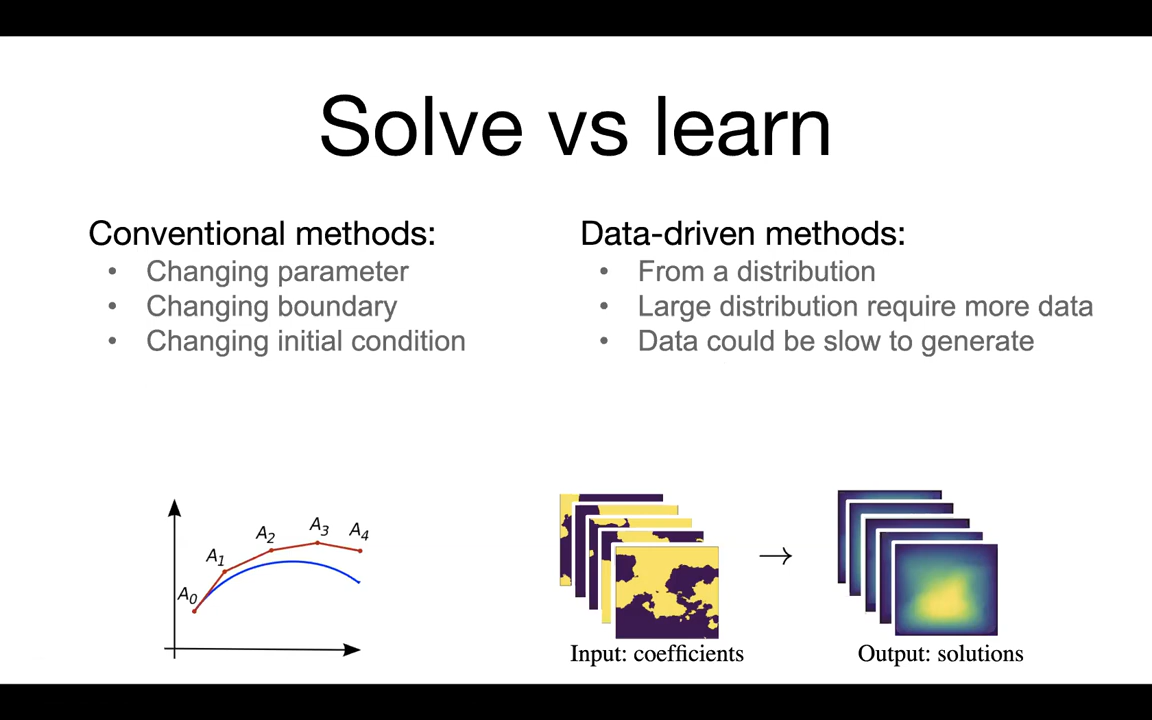 Solve vs learn
Conventional methods:
• Changing parameter
• Changing boundary
• Changing initial condition
Data-driven methods:
• From a distribution
• Large distribution require more data
• Data could be slow to generate
A0
A1
A2
A3
A4
→
Input: coefficients
Output: solutions